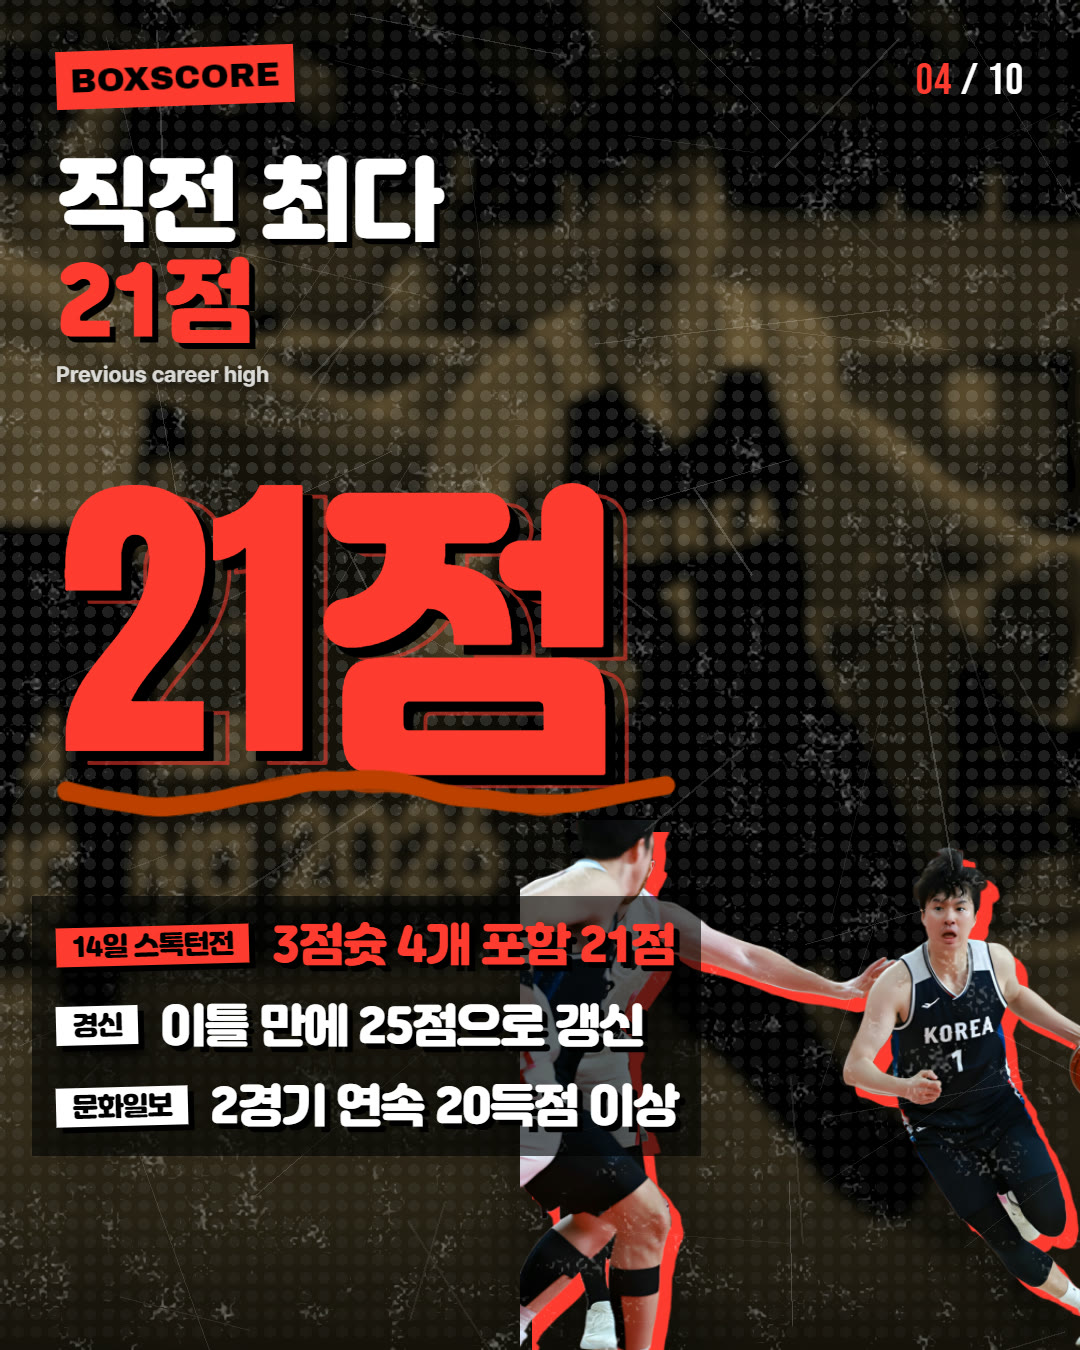 BOXSCORE
04 / 10
직전 최다
21점
Previous career high
21점
14일 스톡턴전 3점슛 4개 포함 21점
경신 이틀 만에 25점으로 갱신
문화일보 2경기 연속 20득점 이상
KOREA
1